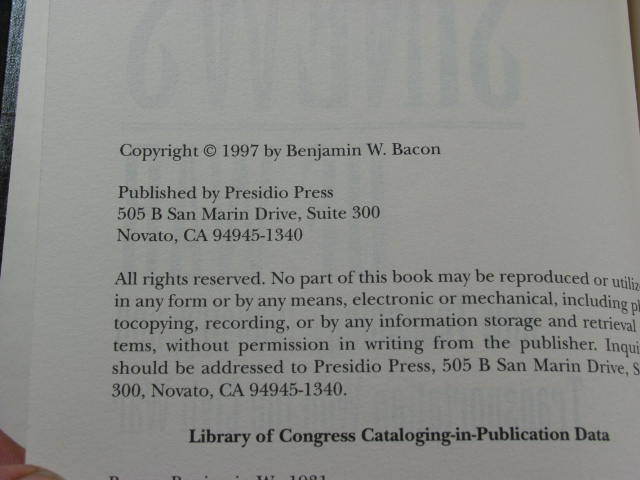 Copyright © 1997 by Benjamin W. Bacon
Published by Presidio Press
505 B San Marin Drive, Suite 300
Novato, CA 94945-1340
All rights reserved. No part of this book may be reproduced or utiliz
in any form or by any means, electronic or mechanical, including ph
tocopying, recording, or by any information storage and retrieval
tems, without permission in writing from the publisher. Inqui
should be addressed to Presidio Press, 505 B San Marin Drive, S
300, Novato, CA 94945-1340.
Library of Congress Cataloging-in-Publication Data